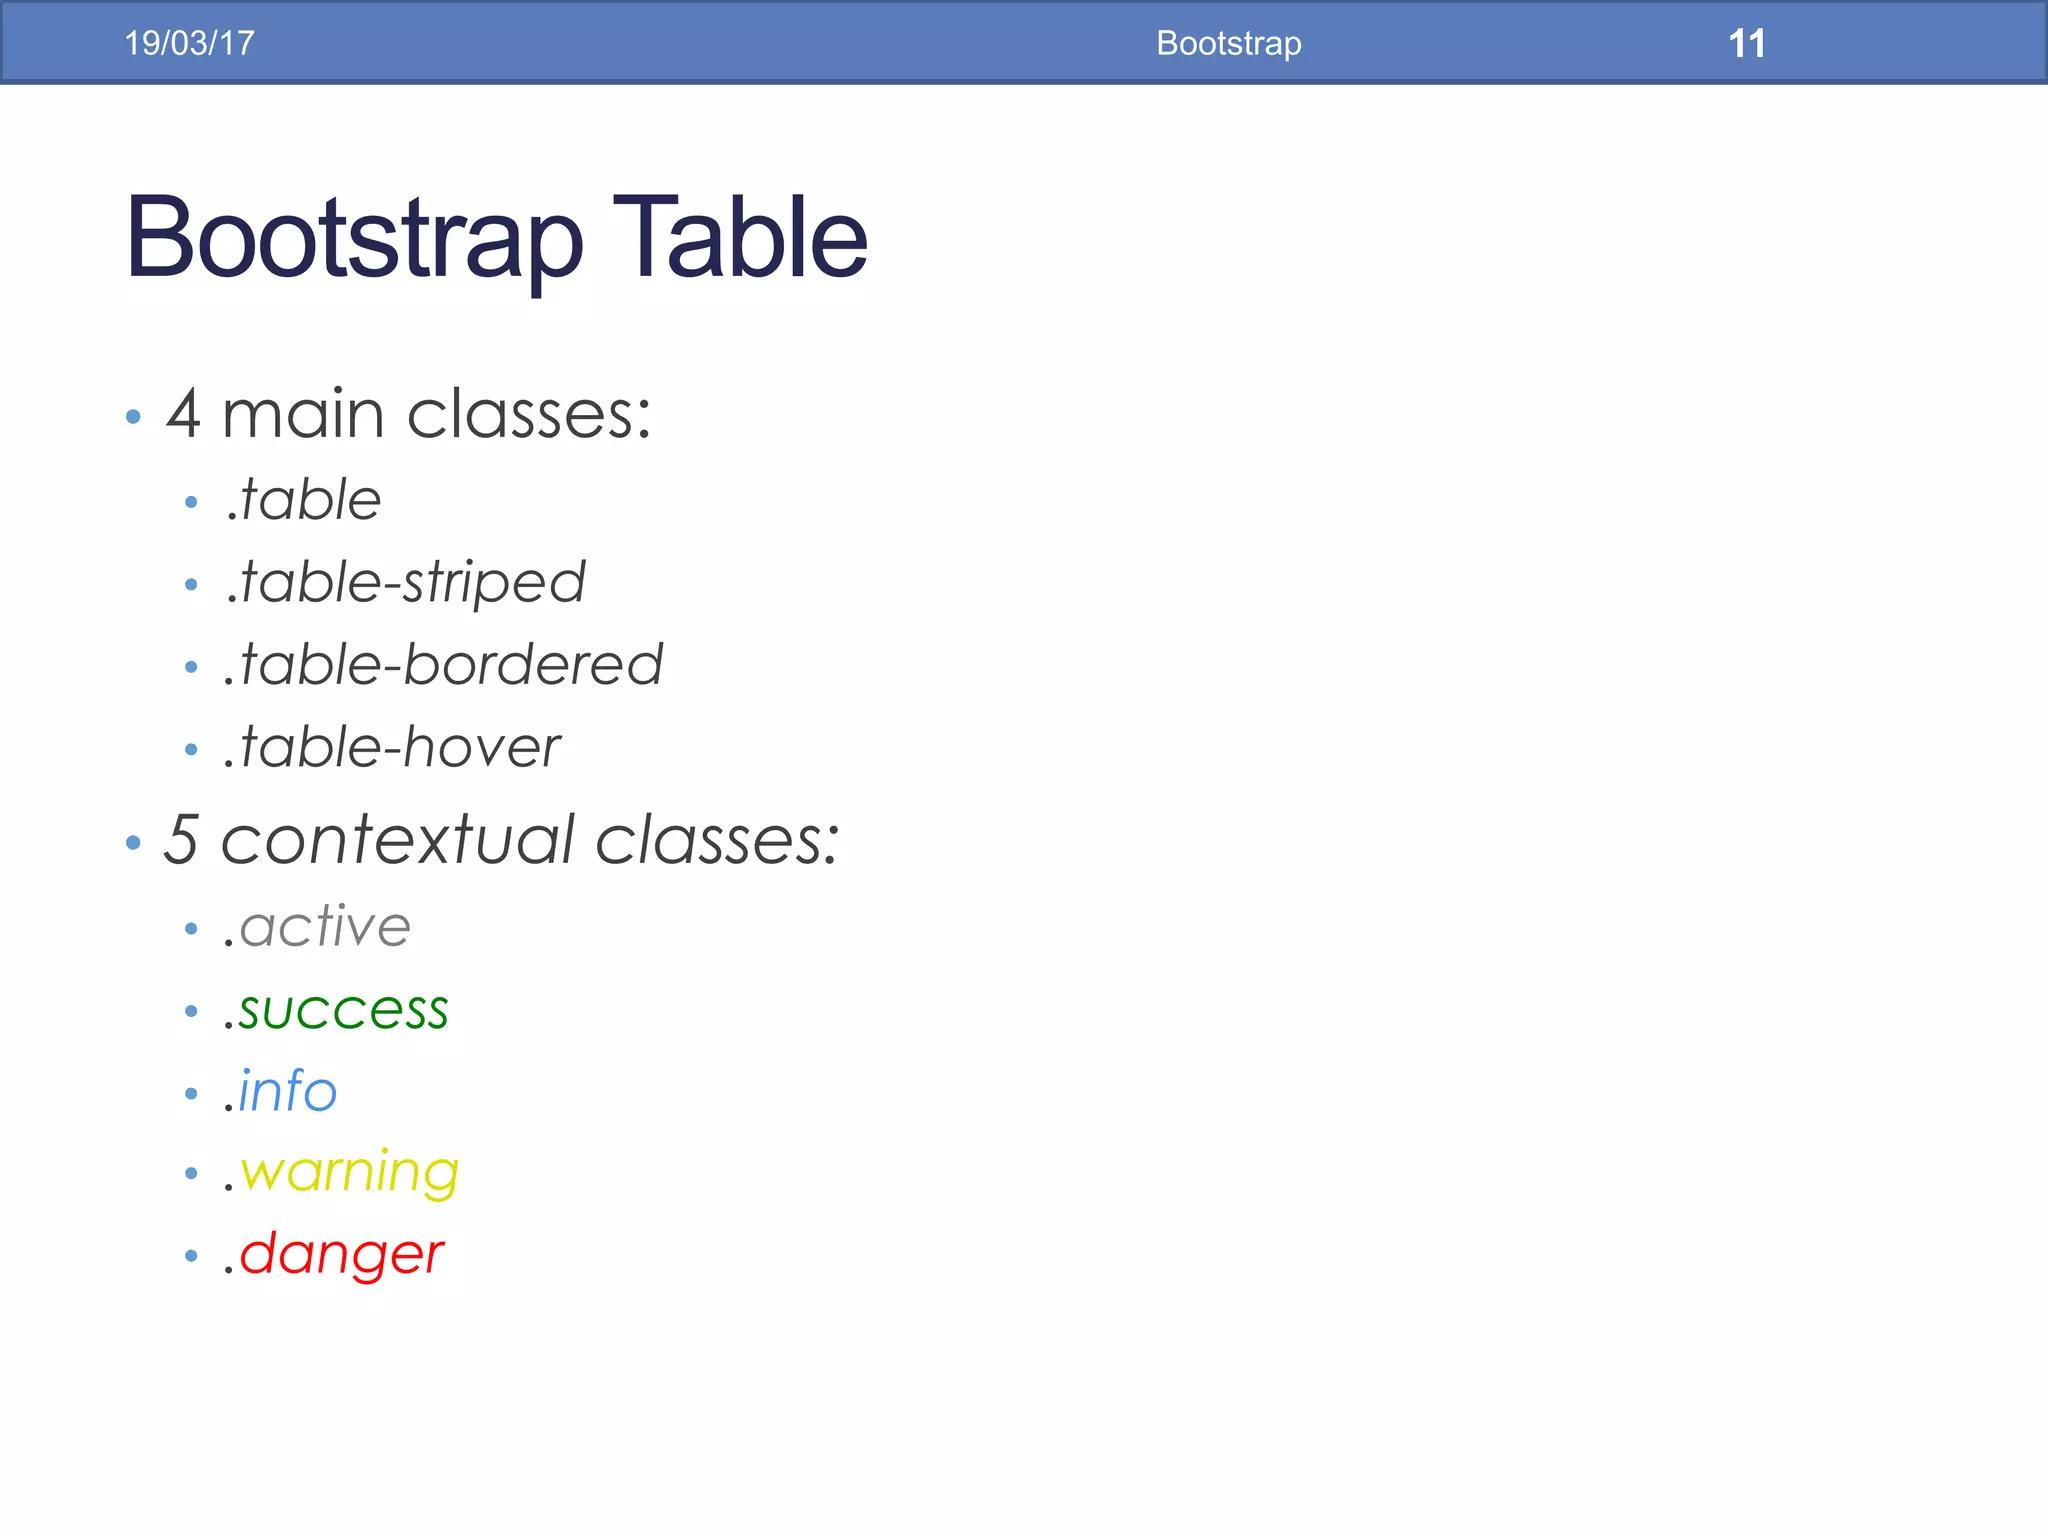 19/03/17 Bootstrap 11
Bootstrap Table
• 4 main classes:
• .table
• .table-striped
• .table-bordered
• .table-hover
• 5 contextual classes:
• .active
• .success
• .info
• .warning
• .danger